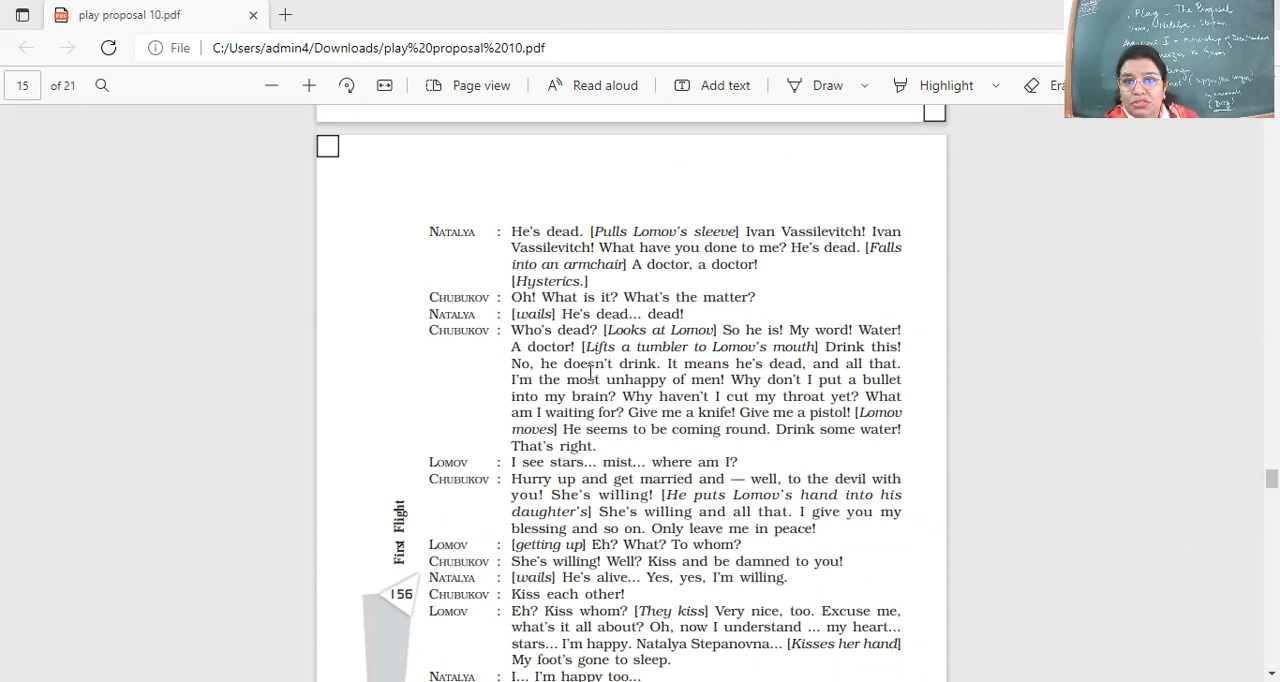 play proposal 10.pdf
File C:/Users/admin4/Downloads/play%20proposal%2010.pdf
15 of 21 Page view Read aloud Add text Draw Highlight Era
Play - The Proposal
NATALYA : He's dead. [Pulls Lomov's sleeve] Ivan Vassilevitch! Ivan
Vassilevitch! What have you done to me? He's dead. [Falls
into an armchair] A doctor, a doctor!
[Hysterics.]
CHUBUKOV : Oh! What is it? What's the matter?
NATALYA : [wails] He's dead... dead!
CHUBUKOV : Who's dead? [Looks at Lomov] So he is! My word! Water!
A doctor! [Lifts a tumbler to Lomov's mouth] Drink this!
No, he doesn't drink. It means he's dead, and all that.
I'm the most unhappy of men! Why don't I put a bullet
into my brain? Why haven't I cut my throat yet? What
am I waiting for? Give me a knife! Give me a pistol! [Lomov
moves] He seems to be coming round. Drink some water!
That's right.
LOMOV : I see stars... mist... where am I?
CHUBUKOV : Hurry up and get married and — well, to the devil with
you! She's willing! [He puts Lomov's hand into his
daughter's] She's willing and all that. I give you my
blessing and so on. Only leave me in peace!
LOMOV : [getting up] Eh? What? To whom?
CHUBUKOV : She's willing! Well? Kiss and be damned to you!
NATALYA : [wails] He's alive... Yes, yes, I'm willing.
CHUBUKOV : Kiss each other!
LOMOV : Eh? Kiss whom? [They kiss] Very nice, too. Excuse me,
what's it all about? Oh, now I understand ... my heart...
stars... I'm happy. Natalya Stepanovna... [Kisses her hand]
My foot's gone to sleep.
NATALYA : I... I'm happy too...
First Flight
156